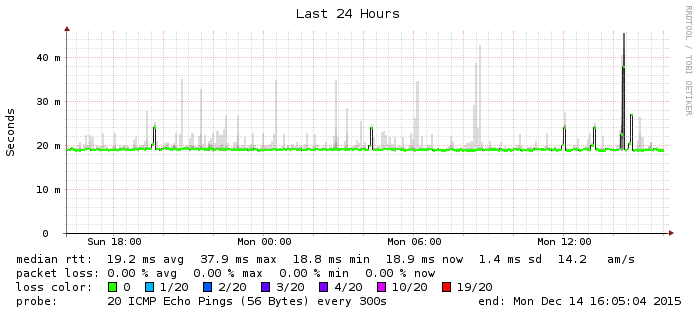 Last 24 Hours
RRDTOOL / TOBI OETIKER
Seconds
40 m
30 m
20 m
10 m
0
Sun 18:00 Mon 00:00 Mon 06:00 Mon 12:00
median rtt: 19.2 ms avg 37.9 ms max 18.8 ms min 18.9 ms now 1.4 ms sd 14.2 am/s
packet loss: 0.00 % avg 0.00 % max 0.00 % min 0.00 % now
loss color: 0 1/20 2/20 3/20 4/20 10/20 19/20
probe: 20 ICMP Echo Pings (56 Bytes) every 300s end: Mon Dec 14 16:05:04 2015